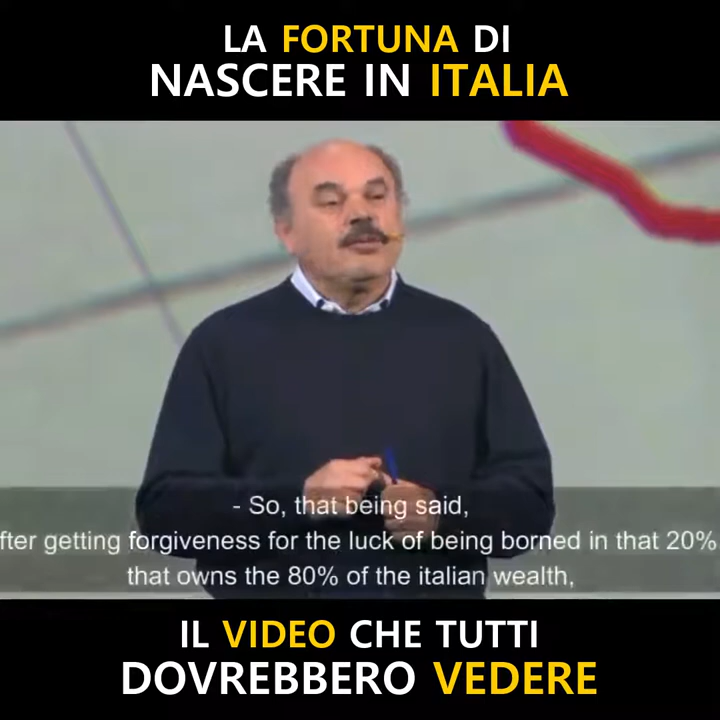 LA FORTUNA DI
NASCERE IN ITALIA
- So, that being said,
fter getting forgiveness for the luck of being borned in that 20%
that owns the 80% of the italian wealth,
IL VIDEO CHE TUTTI
DOVREBBERO VEDERE